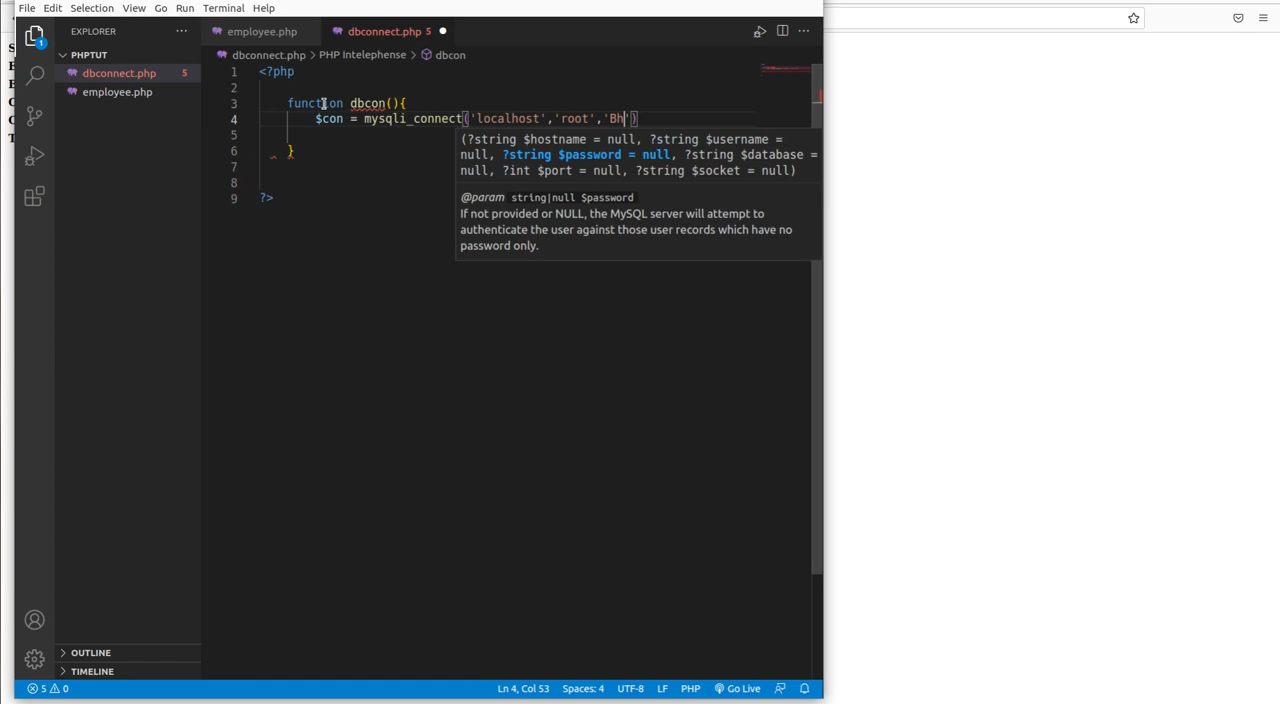 File Edit Selection View Go Run Terminal Help
EXPLORER
1
PHPTUT
dbconnect.php 5
employee.php
OUTLINE
TIMELINE
employee.php dbconnect.php 5
dbconnect.php > PHP Intelephense > dbcon
1 <?php
2
3 function dbcon(){
4 $con = mysqli_connect('localhost','root','Bh')
5
6 }
7
8
9 ?>
(?string $hostname = null, ?string $username =
null, ?string $password = null, ?string $database =
null, ?int $port = null, ?string $socket = null)
@param string|null $password
If not provided or NULL, the MySQL server will attempt to
authenticate the user against those user records which have no
password only.
5 0 Ln 4, Col 53 Spaces: 4 UTF-8 LF PHP Go Live